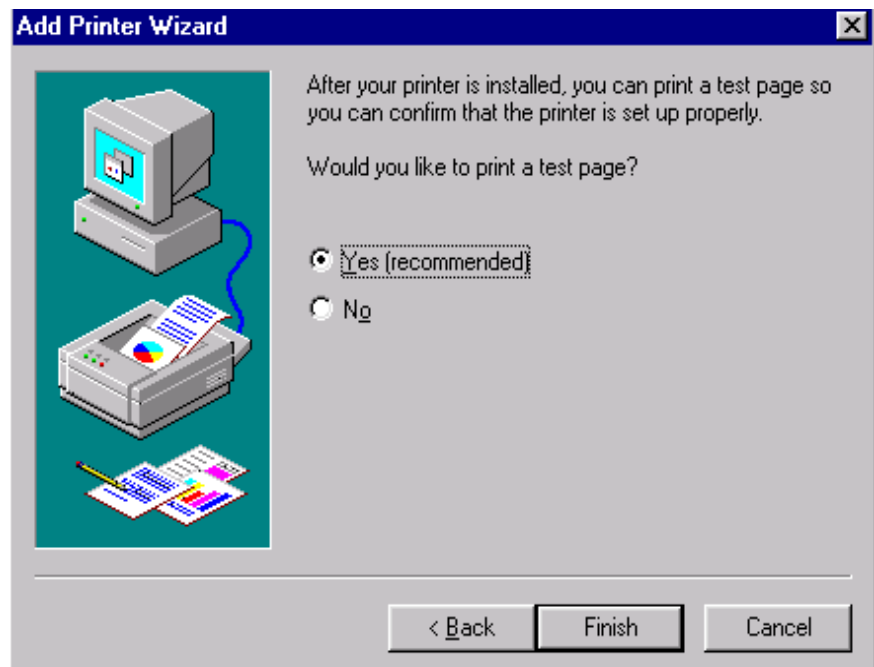 Add Printer Wizard
After your printer is installed, you can print a test page so
you can confirm that the printer is set up properly.
Would you like to print a test page?
Yes (recommended)
No
< Back
Finish
Cancel